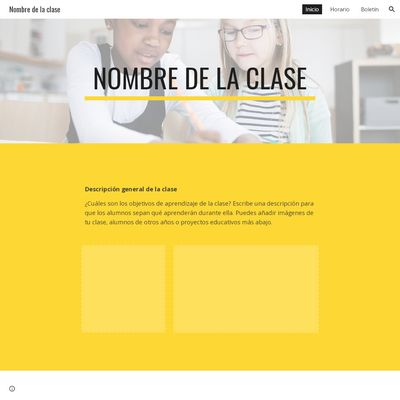 Nombre de la clase
Inicio
Horario
Boletín
NOMBRE DE LA CLASE
Descripción general de la clase
¿Cuáles son los objetivos de aprendizaje de la clase? Escribe una descripción para
que los alumnos sepan qué aprenderán durante ella. Puedes añadir imágenes de
tu clase, alumnos de otros años o proyectos educativos más abajo.